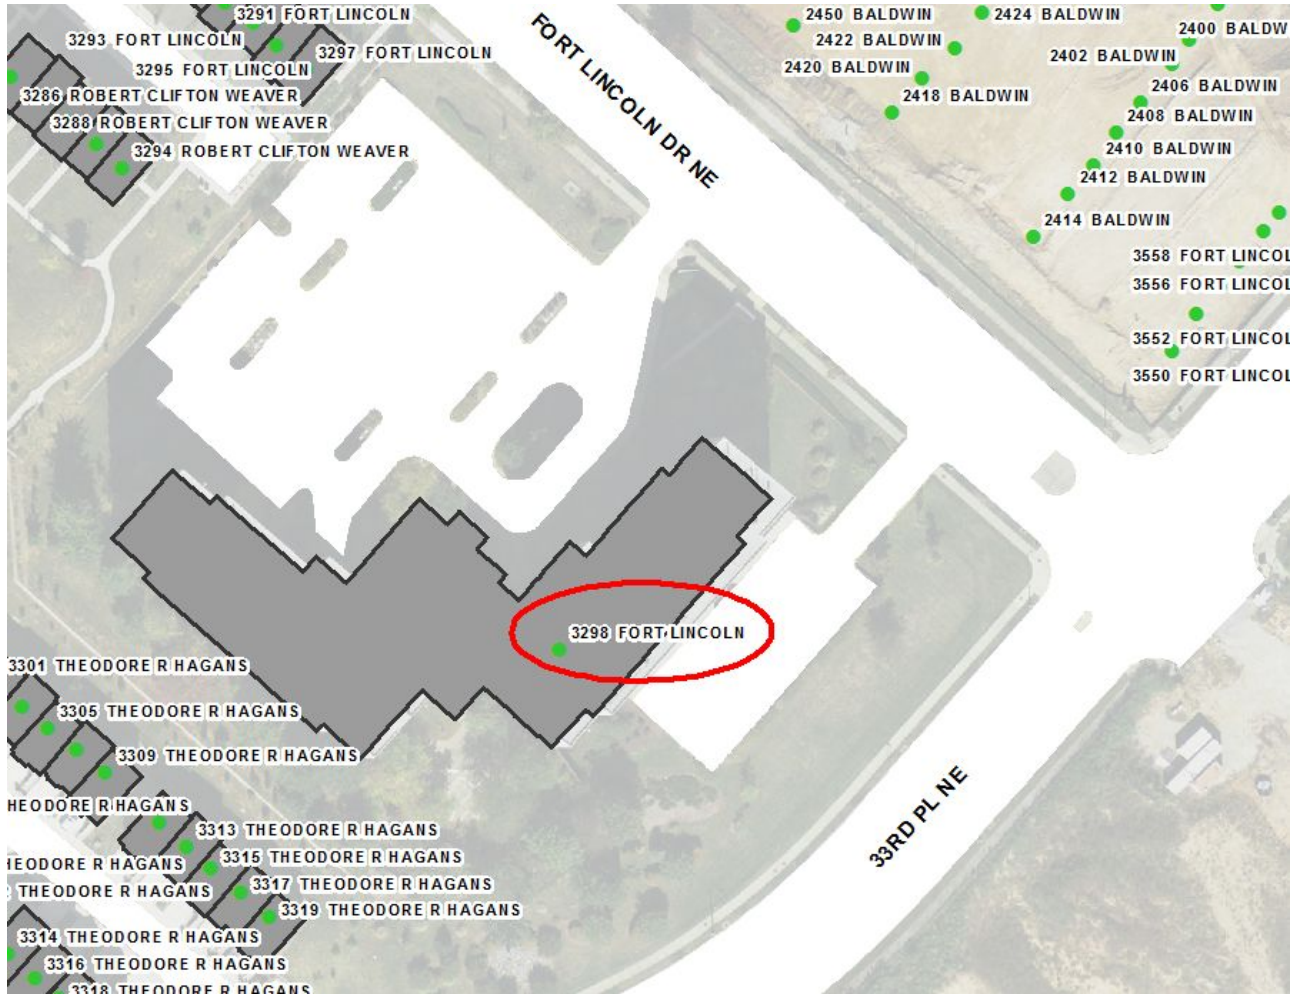 3291 FORT LINCOLN
3293 FORT LINCOLN
3297 FORT LINCOLN
3295 FORT LINCOLN
3286 ROBERT CLIFTON WEAVER
3288 ROBERT CLIFTON WEAVER
3294 ROBERT CLIFTON WEAVER
FORT LINCOLN DR NE
2450 BALDWIN
2424 BALDWIN
2400 BALDW
2422 BALDWIN
2402 BALDWIN
2420 BALDWIN
2406 BALDWIN
2418 BALDWIN
2408 BALDWIN
2410 BALDWIN
2412 BALDWIN
2414 BALDWIN
3558 FORT LINCOL
3556 FORT LINCOL
3552 FORT LINCOL
3550 FORT LINCOL
3298 FORT LINCOLN
3301 THEODORE R HAGANS
3305 THEODORE R HAGANS
3309 THEODORE R HAGANS
HEODORE R HAGANS
3313 THEODORE R HAGANS
3315 THEODORE R HAGANS
HEODORE R HAGANS
3317 THEODORE R HAGANS
THEODORE R HAGANS
3319 THEODORE R HAGANS
3314 THEODORE R HAGANS
3316 THEODORE R HAGANS
3318 THEODORE R HAGANS
33RD PL NE